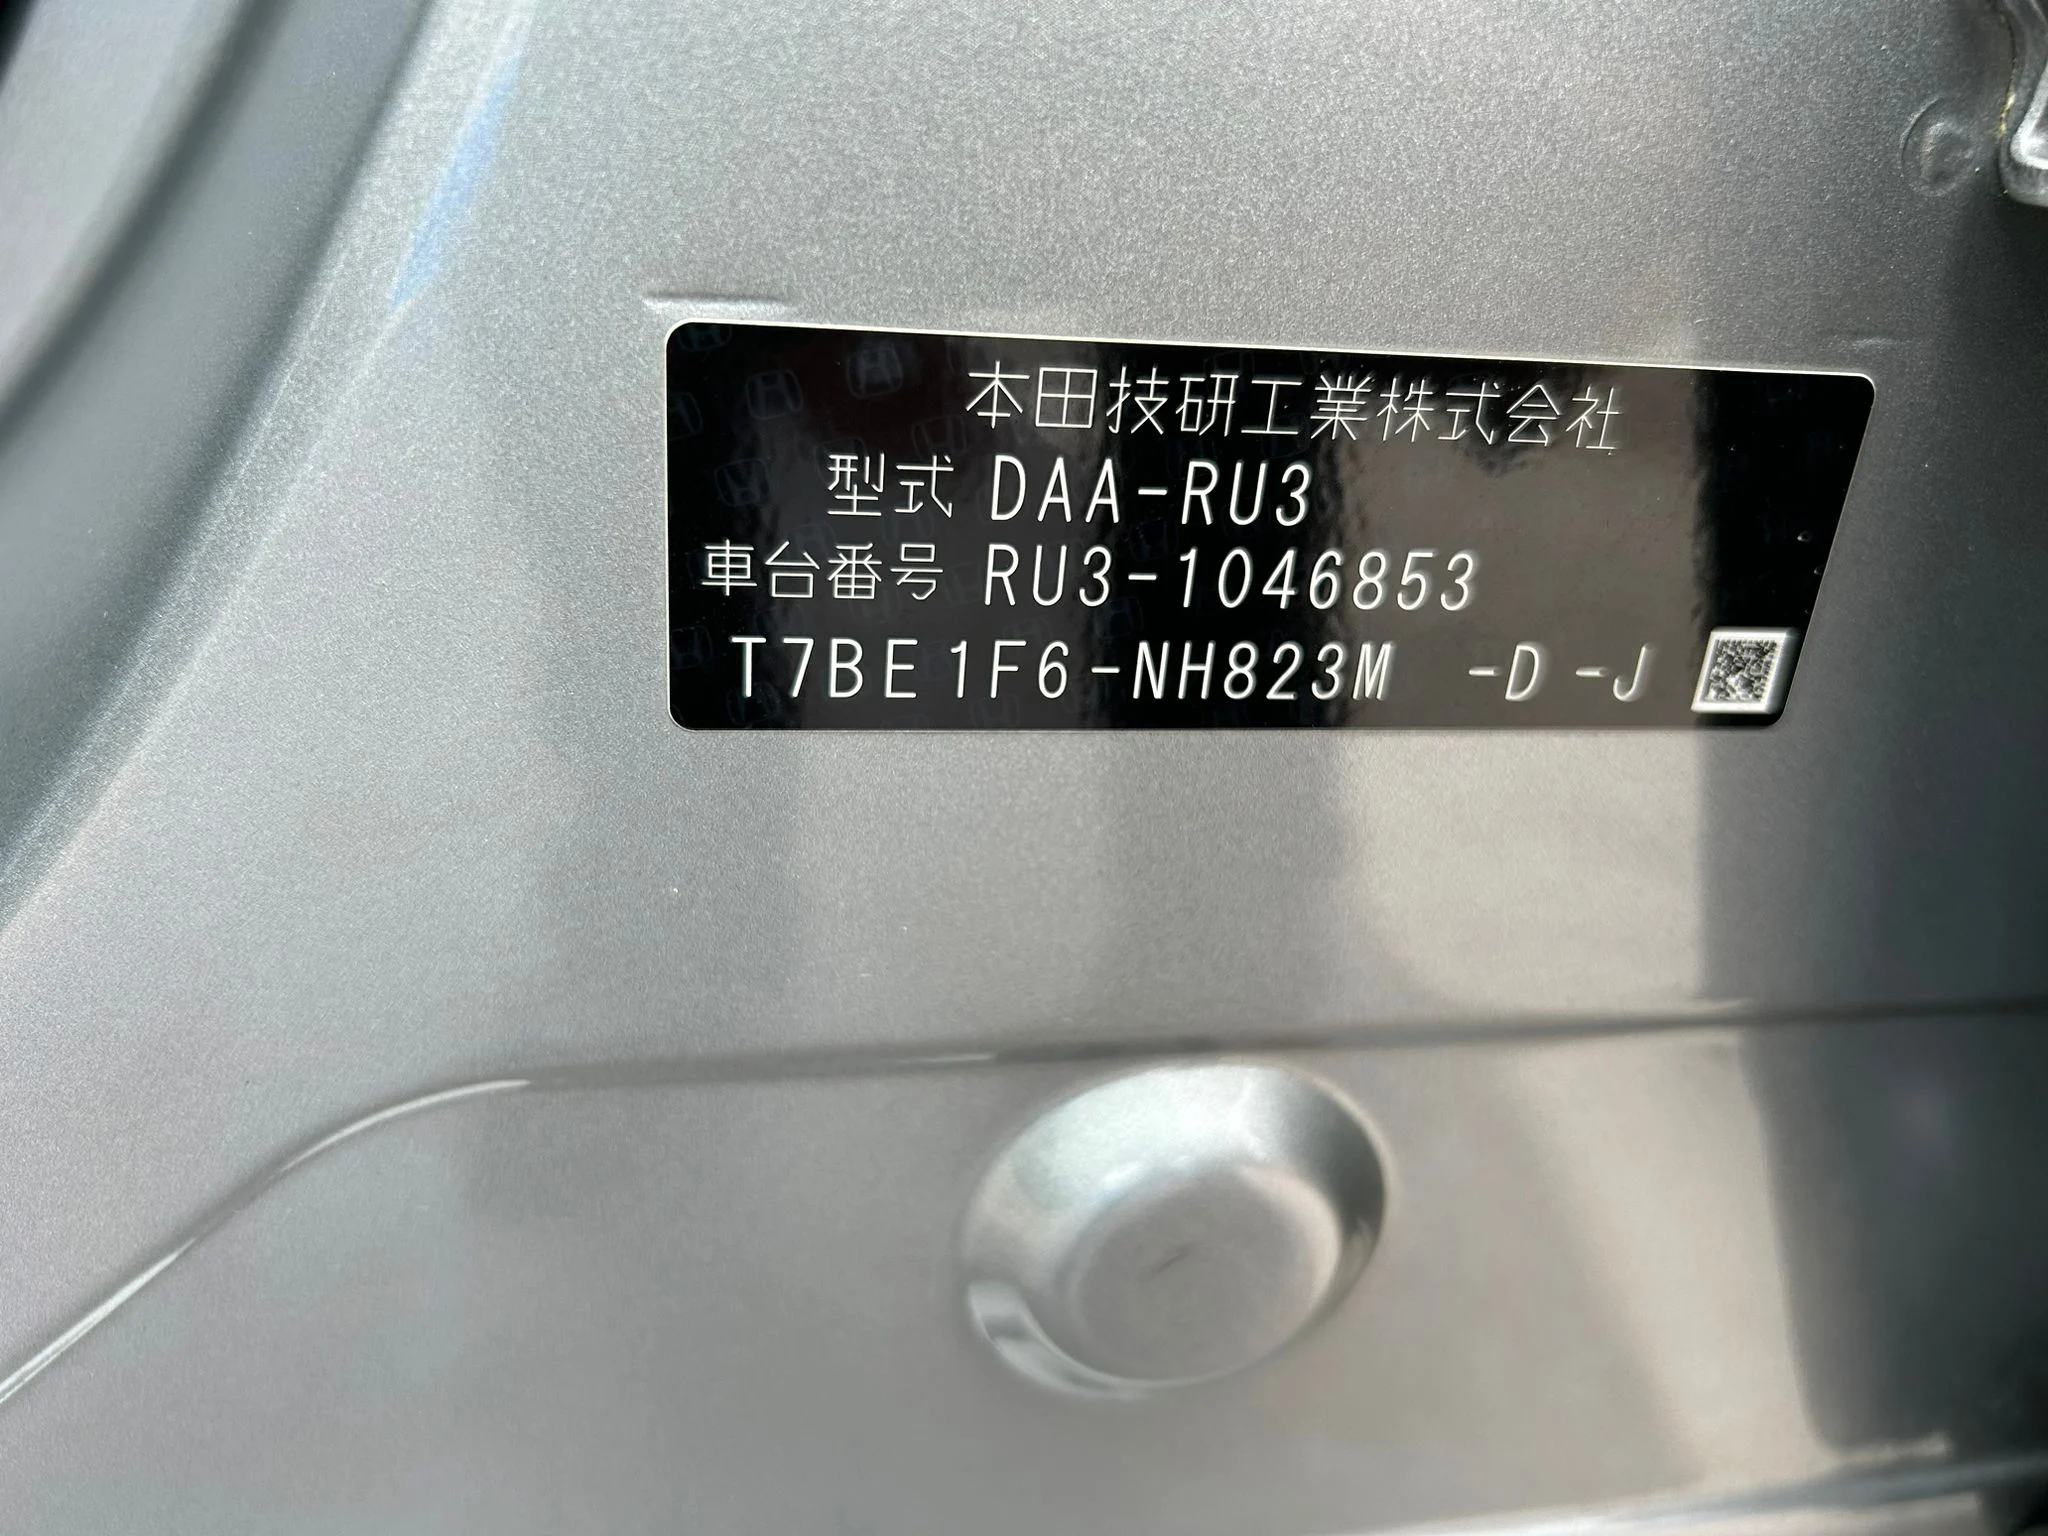 本田技研工業株式会社
型式 DAA-RU3
車台番号 RU3-1046853
T7BE1F6-NH823M -D -J